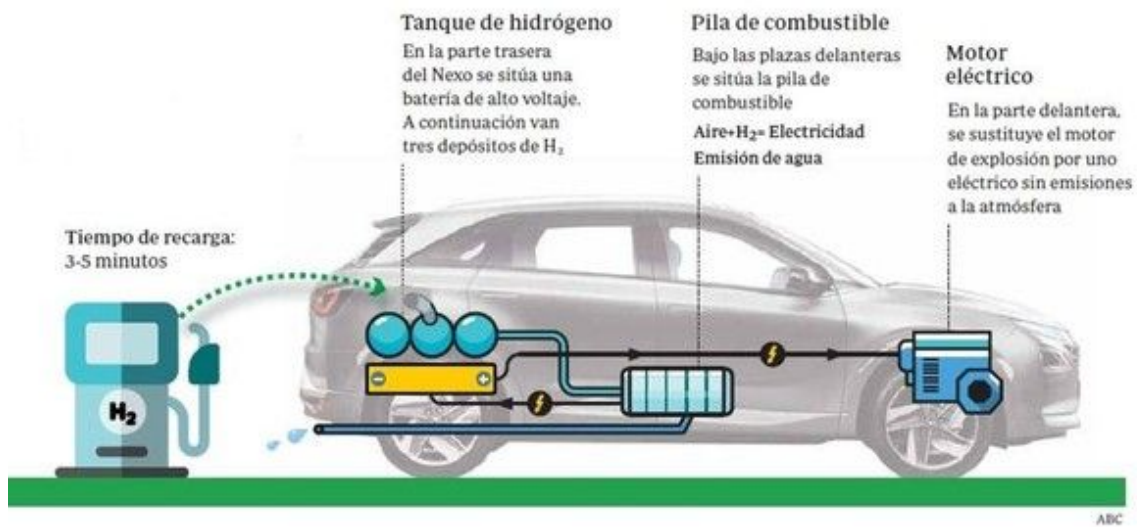 Tanque de hidrógeno
En la parte trasera
del Nexo se sitúa una
batería de alto voltaje.
A continuación van
tres depósitos de H₂
Pila de combustible
Bajo las plazas delanteras
se sitúa la pila de
combustible
Aire+H₂= Electricidad
Emisión de agua
Motor
eléctrico
En la parte delantera,
se sustituye el motor
de explosión por uno
eléctrico sin emisiones
a la atmósfera
Tiempo de recarga:
3-5 minutos
H₂
- +
ABC